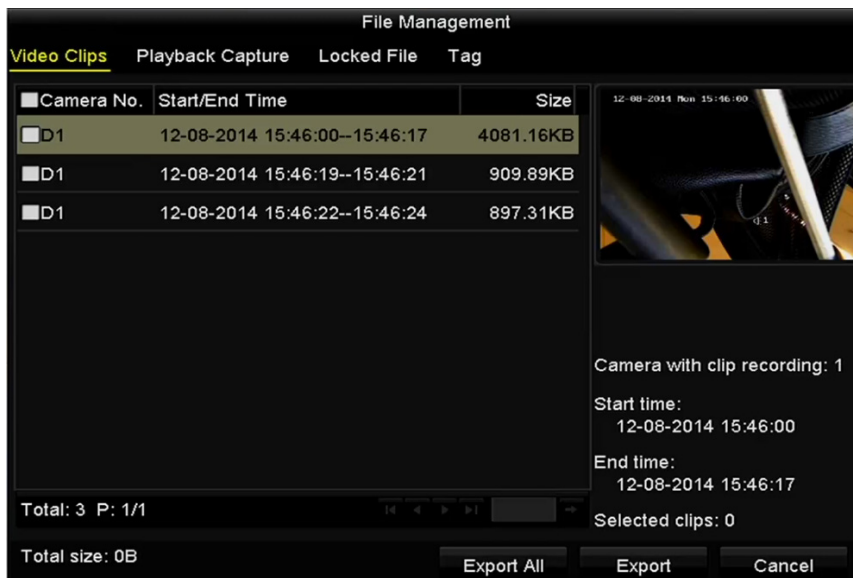 File Management
Video Clips Playback Capture Locked File Tag
Camera No. Start/End Time Size
D1 12-08-2014 15:46:00--15:46:17 4081.16KB
D1 12-08-2014 15:46:19--15:46:21 909.89KB
D1 12-08-2014 15:46:22--15:46:24 897.31KB
12-08-2014 Mon 15:46:00
Camera with clip recording: 1
Start time:
12-08-2014 15:46:00
End time:
12-08-2014 15:46:17
Selected clips: 0
Total: 3 P: 1/1
Total size: 0B
Export All Export Cancel